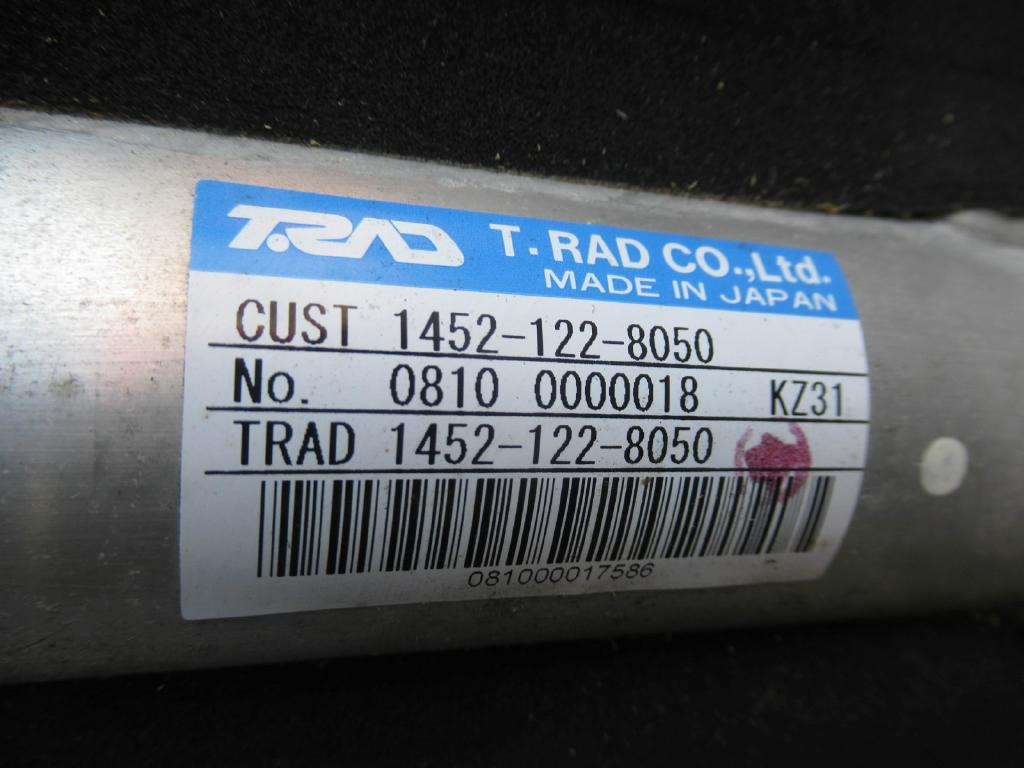 T.RAD T. RAD CO.,Ltd.
MADE IN JAPAN
CUST 1452-122-8050
No. 0810 0000018 KZ31
TRAD 1452-122-8050
081000017586